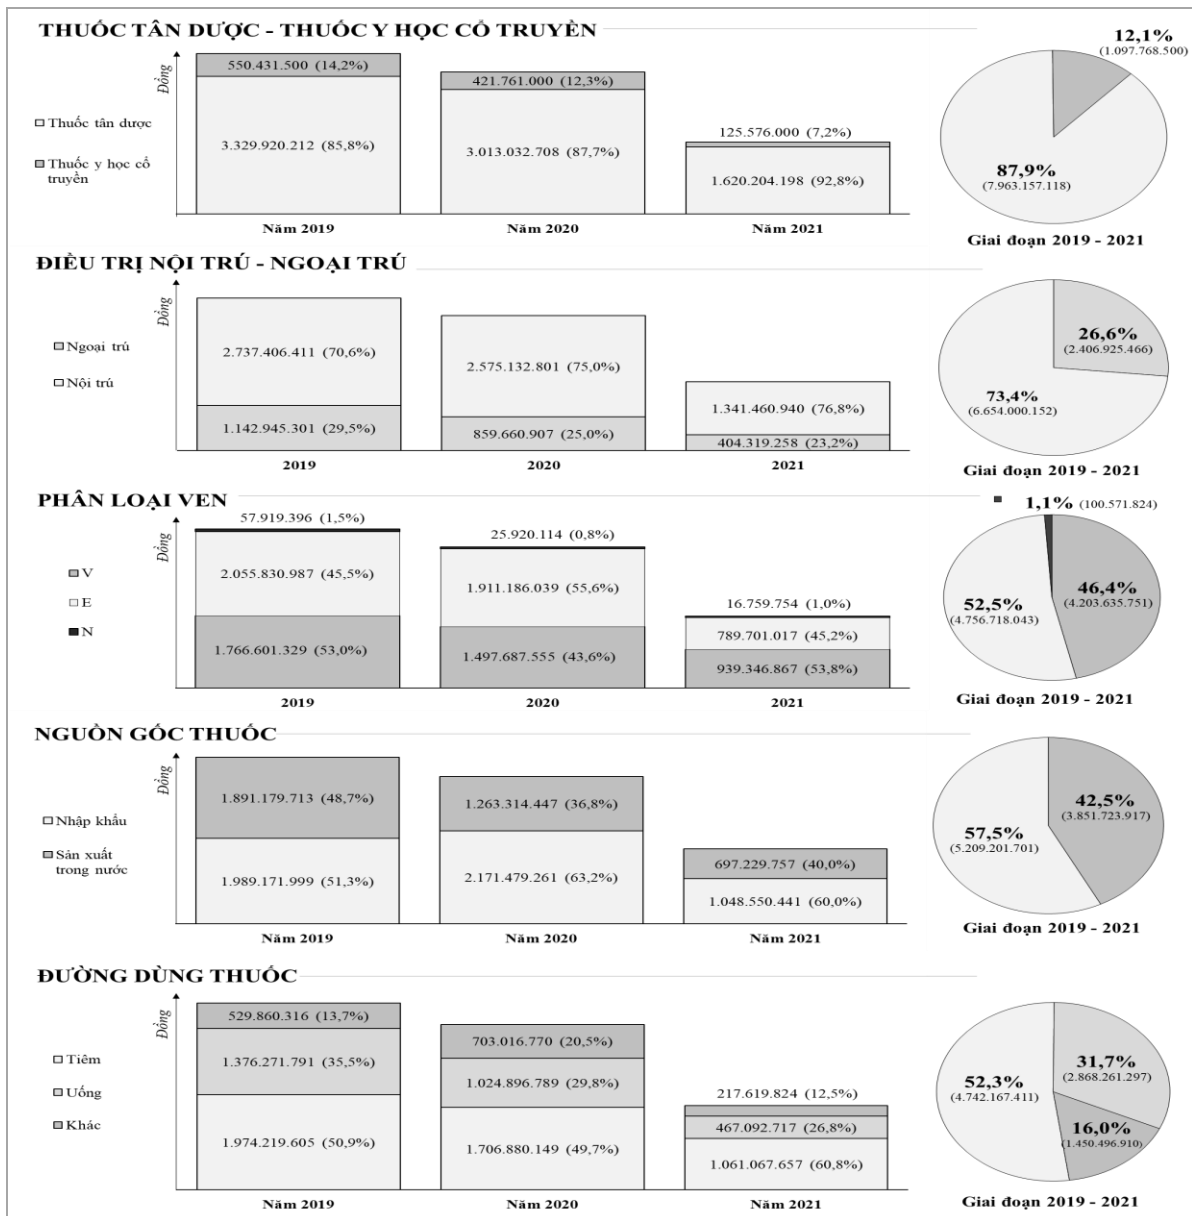 THUỐC TÂN DƯỢC - THUỐC Y HỌC CỔ TRUYỀN
Đồng
Thuốc tân dược
Thuốc y học cổ
truyền
550.431.500 (14,2%)
3.329.920.212 (85,8%)
Năm 2019
421.761.000 (12,3%)
3.013.032.708 (87,7%)
Năm 2020
125.576.000 (7,2%)
1.620.204.198 (92,8%)
Năm 2021
12,1%
(1.097.768.500)
87,9%
(7.963.157.118)
Giai đoạn 2019 - 2021
ĐIỀU TRỊ NỘI TRÚ - NGOẠI TRÚ
Đồng
Ngoại trú
Nội trú
2.737.406.411 (70,6%)
1.142.945.301 (29,5%)
2019
2.575.132.801 (75,0%)
859.660.907 (25,0%)
2020
1.341.460.940 (76,8%)
404.319.258 (23,2%)
2021
26,6%
(2.406.925.466)
73,4%
(6.654.000.152)
Giai đoạn 2019 - 2021
PHÂN LOẠI VEN
Đồng
V
E
N
57.919.396 (1,5%)
2.055.830.987 (45,5%)
1.766.601.329 (53,0%)
2019
25.920.114 (0,8%)
1.911.186.039 (55,6%)
1.497.687.555 (43,6%)
2020
16.759.754 (1,0%)
789.701.017 (45,2%)
939.346.867 (53,8%)
2021
1,1% (100.571.824)
46,4%
(4.203.635.751)
52,5%
(4.756.718.043)
Giai đoạn 2019 - 2021
NGUỒN GỐC THUỐC
Đồng
Nhập khẩu
Sản xuất
trong nước
1.891.179.713 (48,7%)
1.989.171.999 (51,3%)
Năm 2019
1.263.314.447 (36,8%)
2.171.479.261 (63,2%)
Năm 2020
697.229.757 (40,0%)
1.048.550.441 (60,0%)
Năm 2021
42,5%
(3.851.723.917)
57,5%
(5.209.201.701)
Giai đoạn 2019 - 2021
ĐƯỜNG DÙNG THUỐC
Đồng
Tiêm
Uống
Khác
529.860.316 (13,7%)
1.376.271.791 (35,5%)
1.974.219.605 (50,9%)
Năm 2019
703.016.770 (20,5%)
1.024.896.789 (29,8%)
1.706.880.149 (49,7%)
Năm 2020
217.619.824 (12,5%)
467.092.717 (26,8%)
1.061.067.657 (60,8%)
Năm 2021
31,7%
(2.868.261.297)
52,3%
(4.742.167.411)
16,0%
(1.450.496.910)
Giai đoạn 2019 - 2021